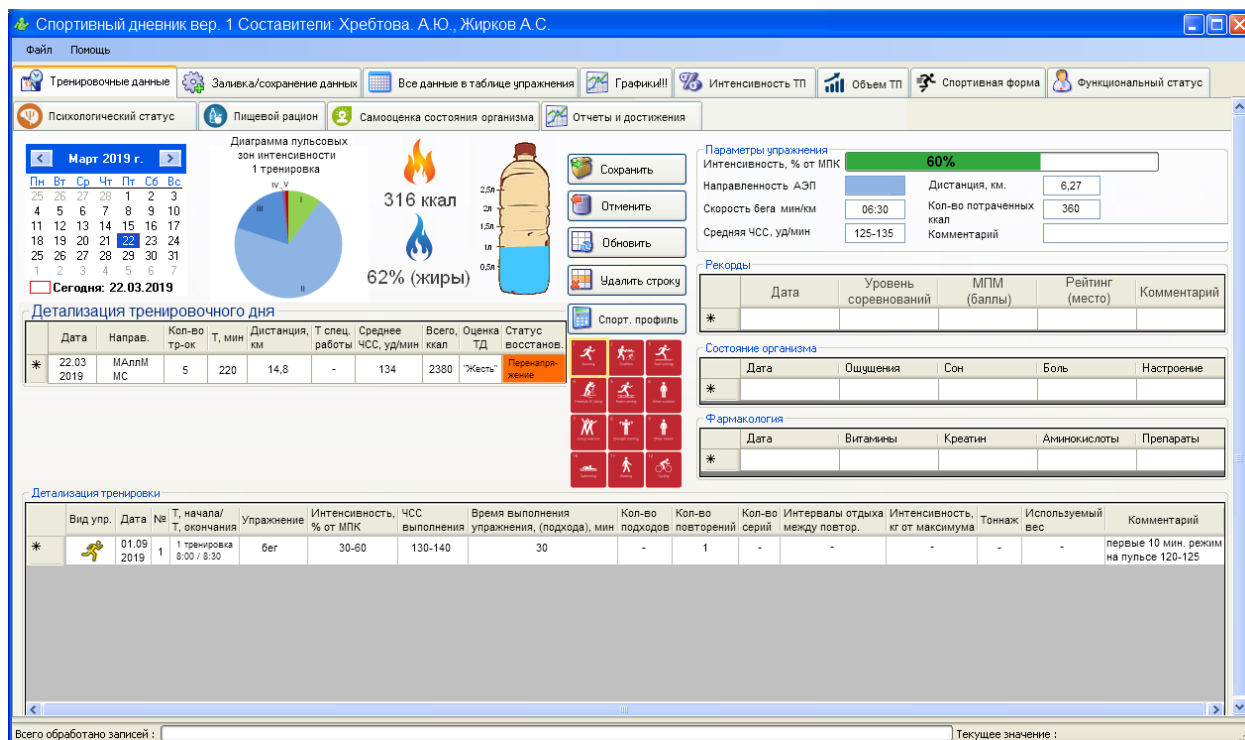 Спортивный дневник вер. 1 Составители: Хребтова. А.Ю., Жирков А.С.
Файл Помощь
Тренировочные данные Заливка/сохранение данных Все данные в таблице упражнения Графики!!! Интенсивность ТП Объем ТП Спортивная форма Функциональный статус
Психологический статус Пищевой рацион Самооценка состояния организма Отчеты и достижения
Март 2019 г.
Пн Вт Ср Чт Пт Сб Вс
25 26 27 28 1 2 3
4 5 6 7 8 9 10
11 12 13 14 15 16 17
18 19 20 21 22 23 24
25 26 27 28 29 30 31
1 2 3 4 5 6 7
Сегодня: 22.03.2019
Диаграмма пульсовых
зон интенсивности
1 тренировка
IV V
III
I
II
316 ккал
62% (жиры)
2,5л
2л
1,5л
1л
0,5л
Сохранить
Отменить
Обновить
Удалить строку
Спорт. профиль
Параметры упражнения
Интенсивность, % от МПК 60%
Направленность АЭП Дистанция, км. 6,27
Скорость бега мин/км 06:30 Кол-во потраченных
ккал 360
Средняя ЧСС, уд/мин 125-135 Комментарий
Рекорды
Дата Уровень
соревнований МПМ
(баллы) Рейтинг
(место) Комментарий
*
Состояние организма
Дата Ощущения Сон Боль Настроение
*
Фармакология
Дата Витамины Креатин Аминокислоты Препараты
*
Детализация тренировочного дня
Дата Направ. Кол-во
тр-ок Т, мин Дистанция,
км Т спец.
работы Среднее
ЧСС, уд/мин Всего,
ккал Оценка
ТД Статус
восстанов.
* 22.03
2019 МАллМ
МС 5 220 14,8 - 134 2380 "Жесть" Перенапря-
жение
Детализация тренировки
Вид упр. Дата № Т, начала/
Т, окончания Упражнение Интенсивность,
% от МПК ЧСС
выполнения Время выполнения
упражнения, (подхода), мин Кол-во
подходов Кол-во
повторений Кол-во
серий Интервалы отдыха
между повтор. Интенсивность,
кг от максимума Тоннаж Используемый
вес Комментарий
* 01.09
2019 1 1 тренировка
8:00 / 8:30 бег 30-60 130-140 30 - 1 - - - - - первые 10 мин. режим
на пульсе 120-125
Всего обработано записей : Текущее значение :